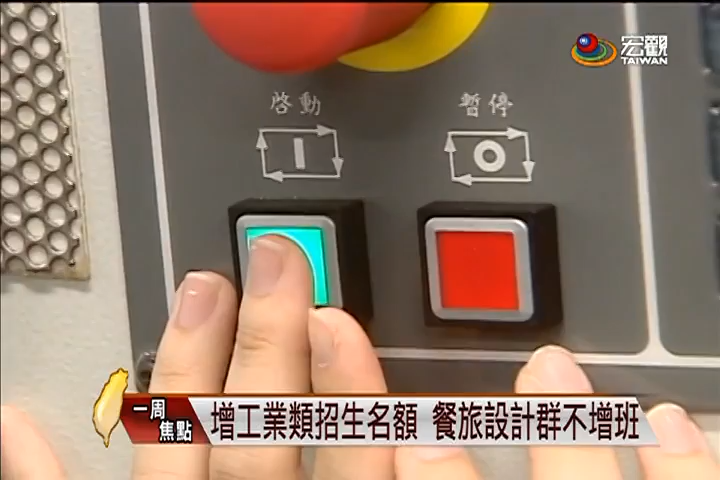 宏觀
TAIWAN
啓動
暫停
一周
焦點
增工業類招生名額 餐旅設計群不增班